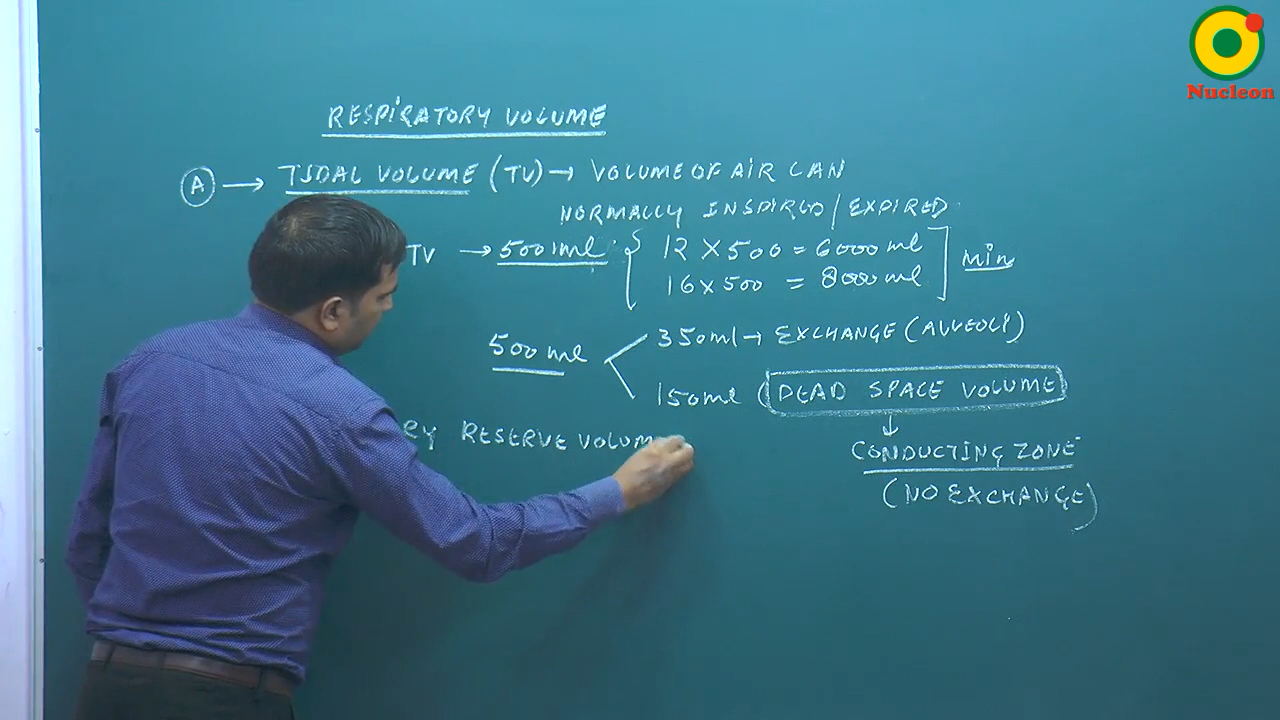 Nucleon
RESPIRATORY VOLUME
A → TIDAL VOLUME (TV) → VOLUME OF AIR CAN
NORMALLY INSPIRED / EXPIRED
TV → 500 ml { 12 × 500 = 6000 ml
16 × 500 = 8000 ml ] Min
500 ml
350 ml → EXCHANGE (ALVEOLI)
150 ml ( DEAD SPACE VOLUME
↓
CONDUCTING ZONE
(NO EXCHANGE)
RY RESERVE VOLUM